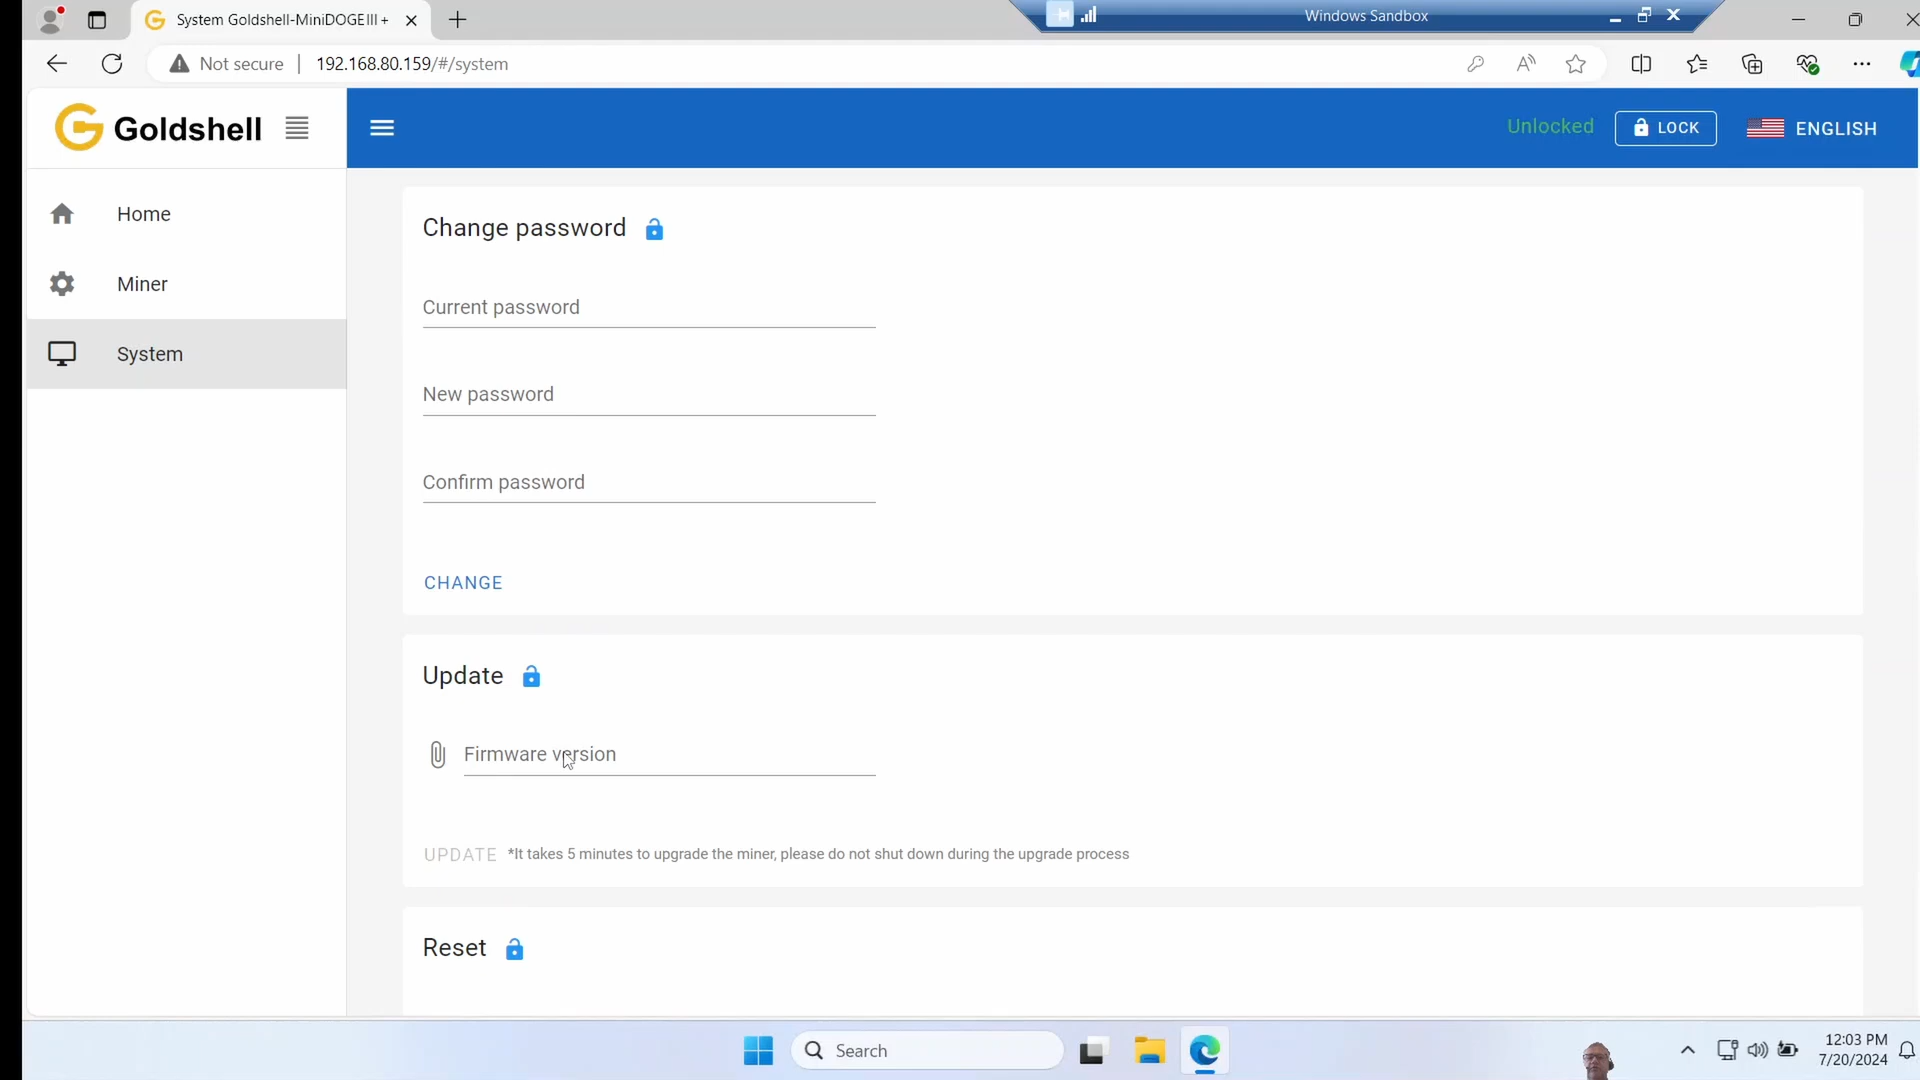 System Goldshell-MiniDOGEIII +
Windows Sandbox
Not secure
192.168.80.159/#/system
Goldshell
Unlocked
LOCK
ENGLISH
Home
Miner
System
Change password
Current password
New password
Confirm password
CHANGE
Update
Firmware version
UPDATE *It takes 5 minutes to upgrade the miner, please do not shut down during the upgrade process
Reset
Search
12:03 PM
7/20/2024